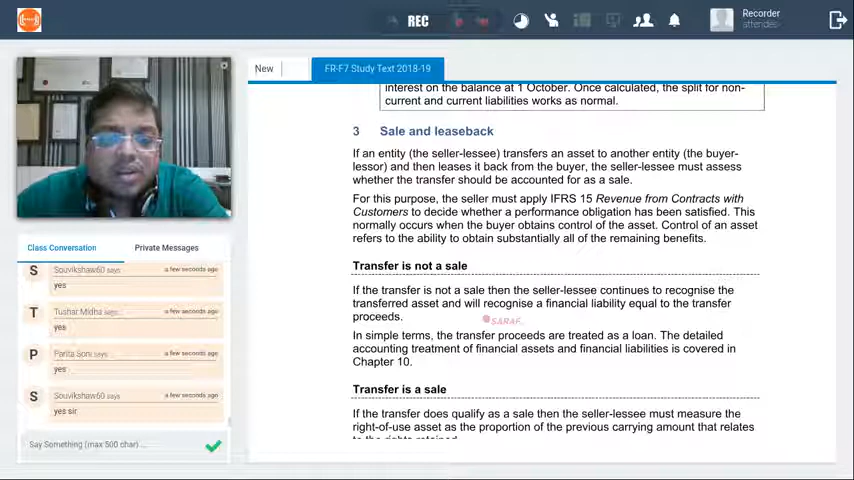 REC
Recorder
attendee
New
FR-F7 Study Text 2018-19
interest on the balance at 1 October. Once calculated, the split for non-
current and current liabilities works as normal.
3 Sale and leaseback
If an entity (the seller-lessee) transfers an asset to another entity (the buyer-
lessor) and then leases it back from the buyer, the seller-lessee must assess
whether the transfer should be accounted for as a sale.
For this purpose, the seller must apply IFRS 15 Revenue from Contracts with
Customers to decide whether a performance obligation has been satisfied. This
normally occurs when the buyer obtains control of the asset. Control of an asset
refers to the ability to obtain substantially all of the remaining benefits.
Transfer is not a sale
If the transfer is not a sale then the seller-lessee continues to recognise the
transferred asset and will recognise a financial liability equal to the transfer
proceeds.
SARAF..
In simple terms, the transfer proceeds are treated as a loan. The detailed
accounting treatment of financial assets and financial liabilities is covered in
Chapter 10.
Transfer is a sale
If the transfer does qualify as a sale then the seller-lessee must measure the
right-of-use asset as the proportion of the previous carrying amount that relates
to the rights retained.
Class Conversation Private Messages
S Souvikshaw60 says a few seconds ago
yes
T Tushar Midha says a few seconds ago
yes
P Parita Soni says a few seconds ago
yes
S Souvikshaw60 says a few seconds ago
yes sir
Say Something (max 500 char)...